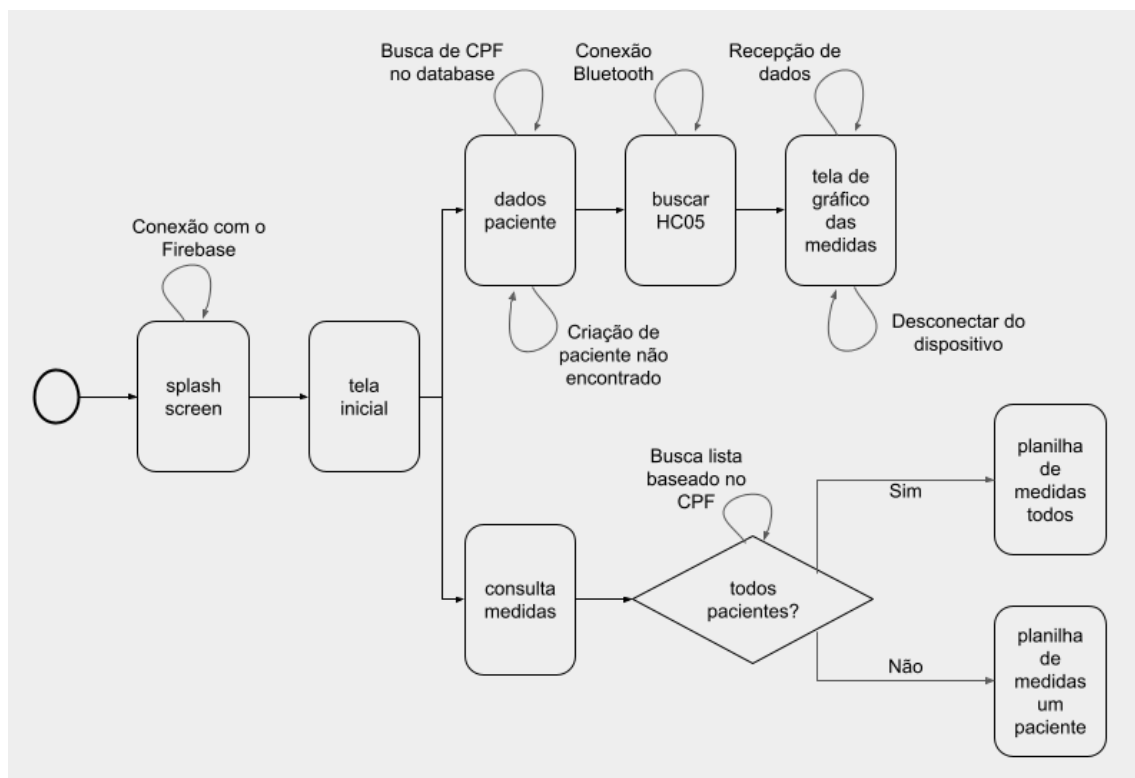 Busca de CPF
no database
Conexão
Bluetooth
Recepção de
dados
dados
paciente
buscar
HC05
tela de
gráfico
das
medidas
Conexão com o
Firebase
Criação de
paciente não
encontrado
Desconectar do
dispositivo
splash
screen
tela
inicial
Busca lista
baseado no
CPF
planilha
de
medidas
todos
Sim
consulta
medidas
todos
pacientes?
Não
planilha
de
medidas
um
paciente